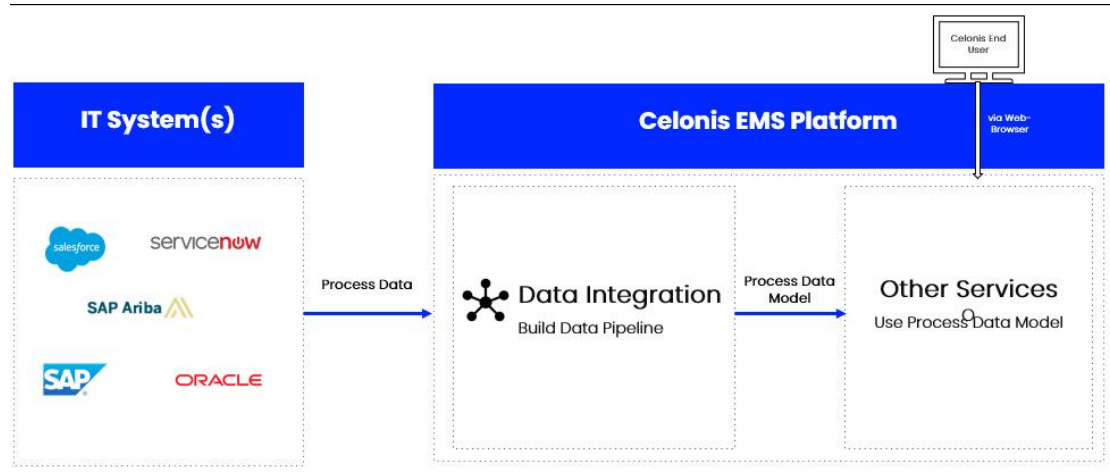 Celonis End
User
IT System(s)
Celonis EMS Platform
via Web-
Browser
salesforce
servicenow
SAP Ariba
SAP
ORACLE
Process Data
Data Integration
Build Data Pipeline
Process Data
Model
Other Services
Use Process Data Model